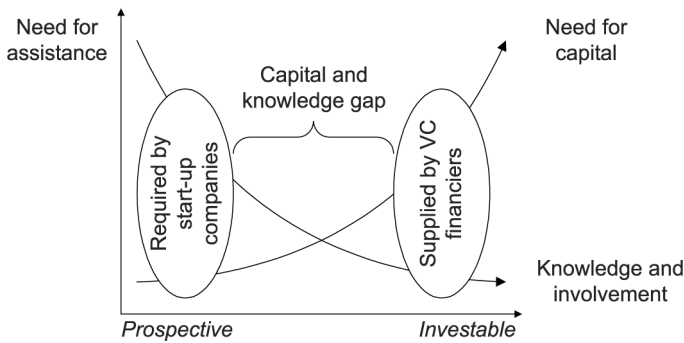 Need for
assistance
Need for
capital
Capital and
knowledge gap
Required by
start-up
companies
Supplied by VC
financiers
Knowledge and
involvement
Prospective
Investable